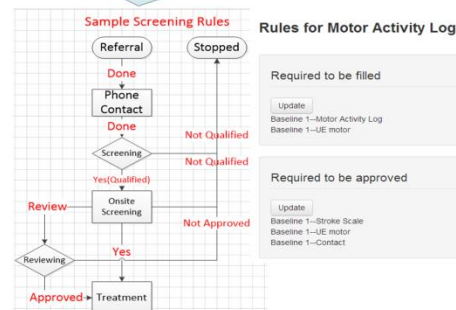 Sample Screening Rules
Referral
Stopped
Done
Phone
Contact
Done
Not Qualified
Screening
Not Qualified
Yes(Qualified)
Review
Onsite
Screening
Not Approved
Yes
Reviewing
Approved
Treatment
Rules for Motor Activity Log
Required to be filled
Update
Baseline 1--Motor Activity Log
Baseline 1--UE motor
Required to be approved
Update
Baseline 1--Stroke Scale
Baseline 1--UE motor
Baseline 1--Contact